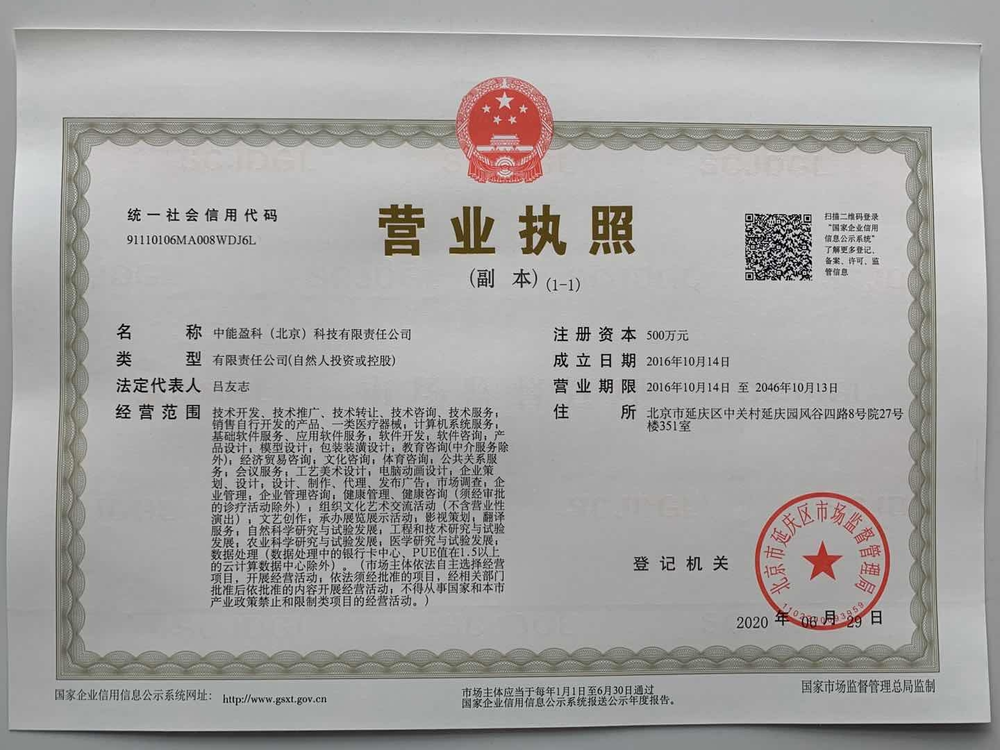 统一社会信用代码
91110106MA008WDJ6L
营业执照
(副 本) (1-1)
扫描二维码登录
“国家企业信用
信息公示系统”
了解更多登记、
备案、许可、监
管信息
名 称 中能盈科（北京）科技有限责任公司
类 型 有限责任公司(自然人投资或控股)
法定代表人 吕友志
经营范围 技术开发、技术推广、技术转让、技术咨询、技术服务；
销售自行开发的产品、一类医疗器械；计算机系统服务；
基础软件服务、应用软件服务；软件开发；软件咨询；产
品设计；模型设计；包装装潢设计；教育咨询(中介服务除
外)；经济贸易咨询；文化咨询；体育咨询；公共关系服
务；会议服务；工艺美术设计；电脑动画设计；企业策
划、设计；设计、制作、代理、发布广告；市场调查；企
业管理；企业管理咨询；健康管理、健康咨询（须经审批
的诊疗活动除外）；组织文化艺术交流活动（不含营业性
演出）；文艺创作；承办展览展示活动；影视策划；翻译
服务；自然科学研究与试验发展；工程和技术研究与试验
发展；农业科学研究与试验发展；医学研究与试验发展；
数据处理（数据处理中的银行卡中心、PUE值在1.5以上
的云计算数据中心除外）。（市场主体依法自主选择经营
项目，开展经营活动；依法须经批准的项目，经相关部门
批准后依批准的内容开展经营活动；不得从事国家和本市
产业政策禁止和限制类项目的经营活动。）
注册资本 500万元
成立日期 2016年10月14日
营业期限 2016年10月14日 至 2046年10月13日
住 所 北京市延庆区中关村延庆园风谷四路8号院27号
楼351室
登记机关
北京市延庆区市场监督管理局
2020 年 06 月 29 日
国家企业信用信息公示系统网址： http://www.gsxt.gov.cn
市场主体应当于每年1月1日至6月30日通过
国家企业信用信息公示系统报送公示年度报告。
国家市场监督管理总局监制